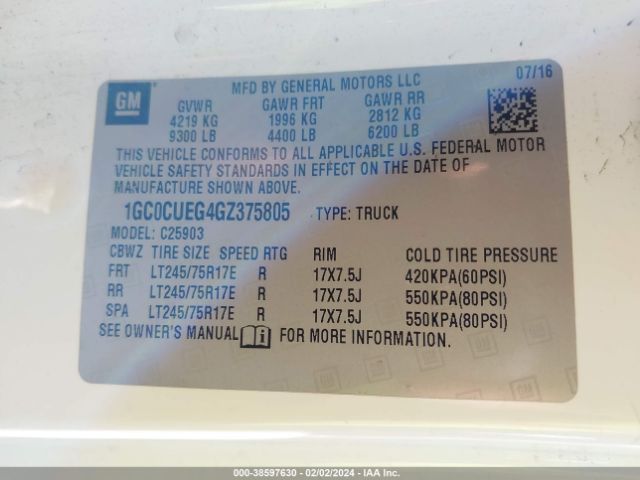 GM
MFD BY GENERAL MOTORS LLC 07/16
GVWR GAWR FRT GAWR RR
4219 KG 1996 KG 2812 KG
9300 LB 4400 LB 6200 LB
THIS VEHICLE CONFORMS TO ALL APPLICABLE U.S. FEDERAL MOTOR
VEHICLE SAFETY STANDARDS IN EFFECT ON THE DATE OF
MANUFACTURE SHOWN ABOVE.
1GC0CUEG4GZ375805 TYPE: TRUCK
MODEL: C25903
CBWZ TIRE SIZE SPEED RTG RIM COLD TIRE PRESSURE
FRT LT245/75R17E R 17X7.5J 420KPA(60PSI)
RR LT245/75R17E R 17X7.5J 550KPA(80PSI)
SPA LT245/75R17E R 17X7.5J 550KPA(80PSI)
SEE OWNER'S MANUAL i FOR MORE INFORMATION.
000-38597630 - 02/02/2024 - IAA Inc.